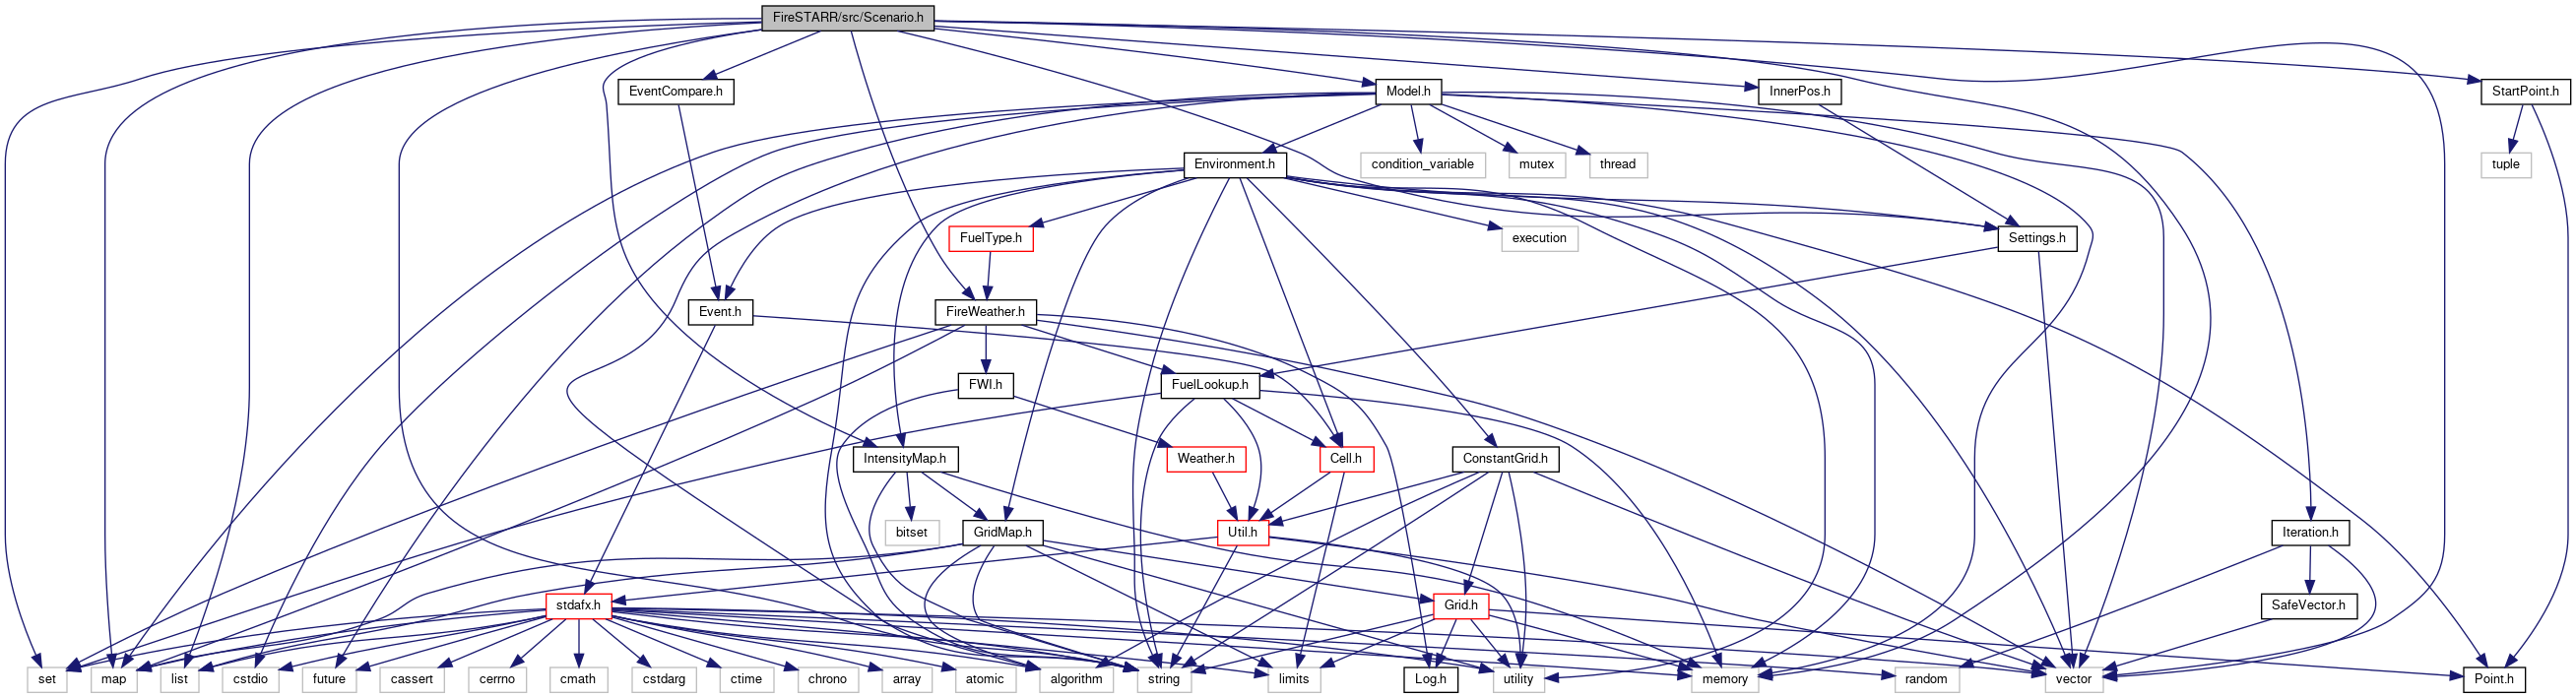 FireSTARR/src/Scenario.h
EventCompare.h
Model.h
InnerPos.h
StartPoint.h
Environment.h
condition_variable
mutex
thread
tuple
FuelType.h
execution
Settings.h
Event.h
FireWeather.h
FWI.h
FuelLookup.h
IntensityMap.h
Weather.h
Cell.h
ConstantGrid.h
bitset
GridMap.h
Util.h
Iteration.h
stdafx.h
Grid.h
SafeVector.h
set
map
list
cstdio
future
cassert
cerrno
cmath
cstdarg
ctime
chrono
array
atomic
algorithm
string
limits
Log.h
utility
memory
random
vector
Point.h